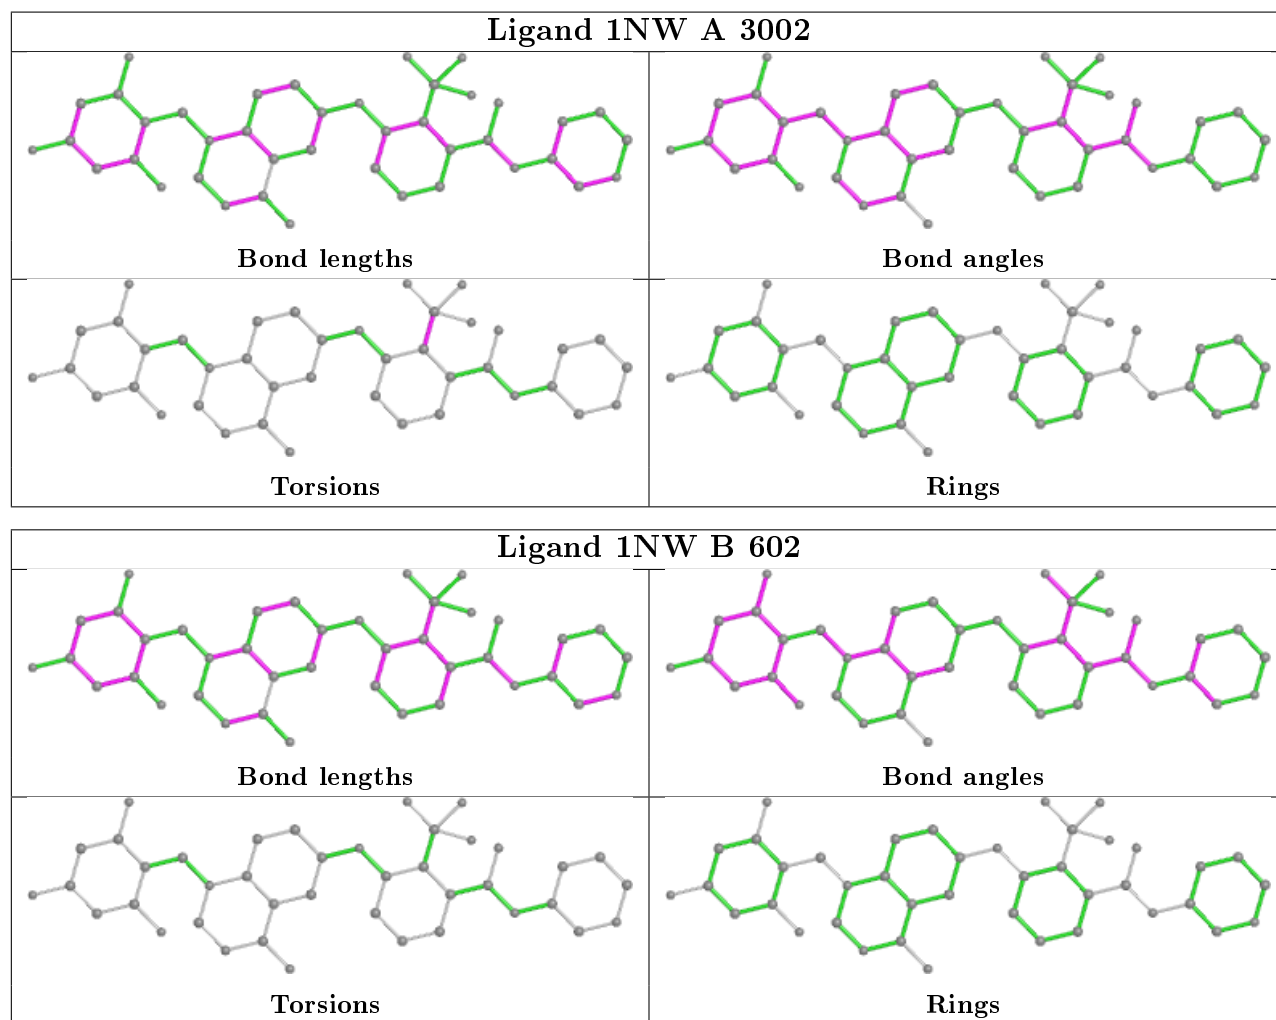 Ligand 1NW A 3002
Bond lengths
Bond angles
Torsions
Rings
Ligand 1NW B 602
Bond lengths
Bond angles
Torsions
Rings